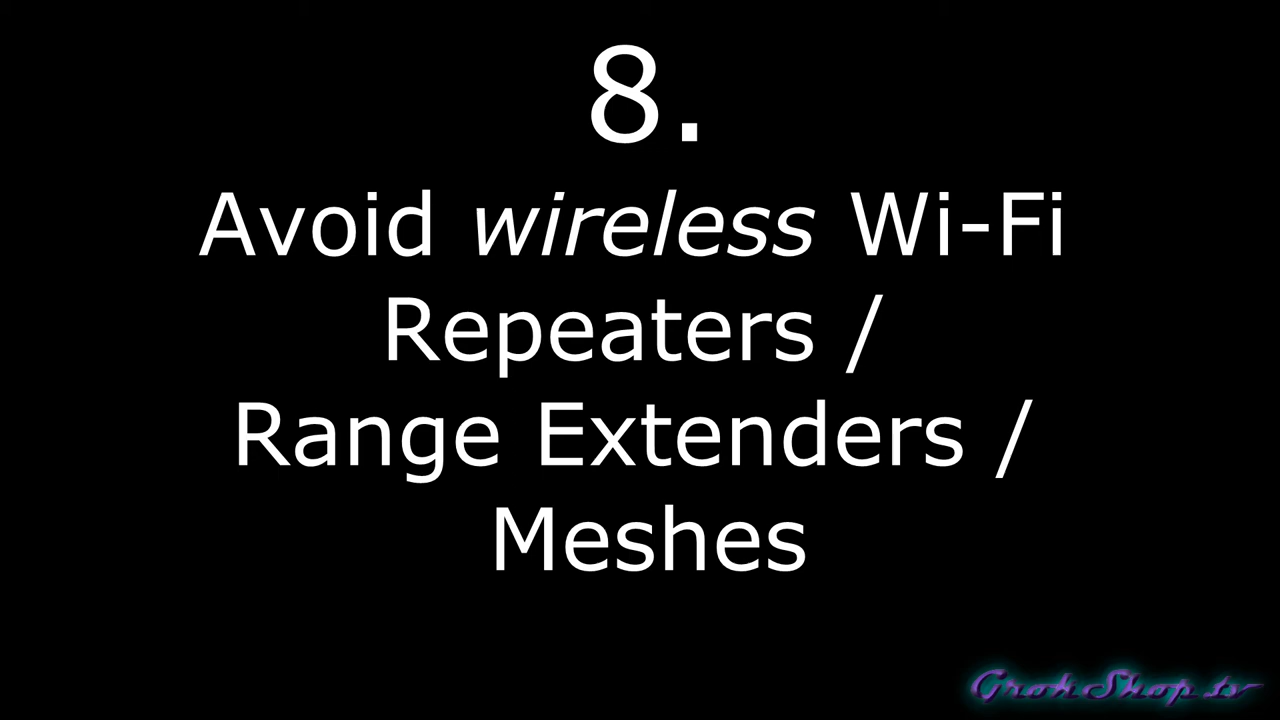 8.
Avoid wireless Wi-Fi
Repeaters /
Range Extenders /
Meshes
GrokShop.tv